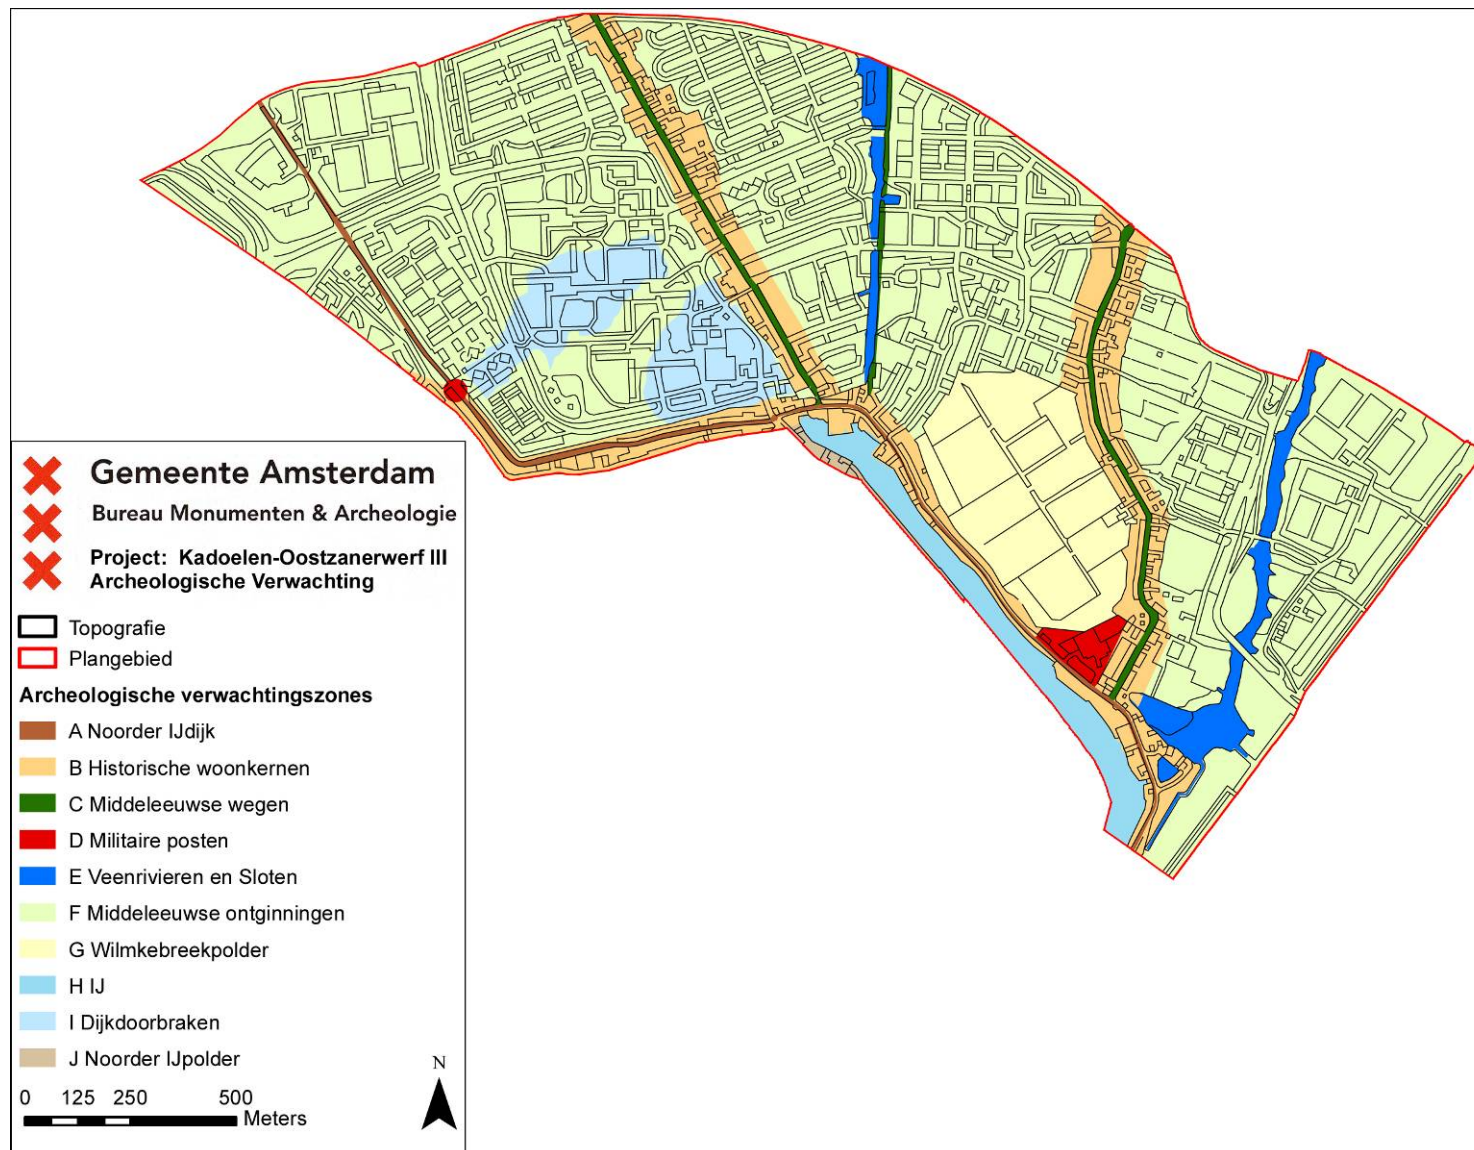 Gemeente Amsterdam
Bureau Monumenten & Archeologie
Project: Kadoelen-Oostzanerwerf III
Archeologische Verwachting
Topografie
Plangebied
Archeologische verwachtingszones
A Noorder IJdijk
B Historische woonkernen
C Middeleeuwse wegen
D Militaire posten
E Veenrivieren en Sloten
F Middeleeuwse ontginningen
G Wilmkebreekpolder
H IJ
I Dijkdoorbraken
J Noorder IJpolder
N
0 125 250 500
Meters